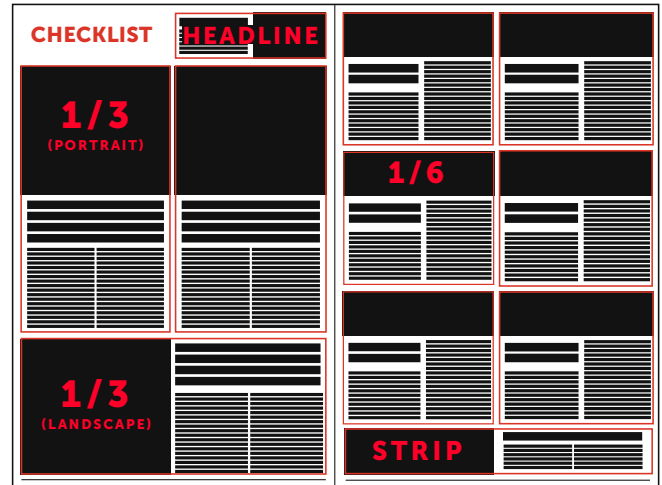 CHECKLIST
HEADLINE
1/3
(PORTRAIT)
1/6
1/3
(LANDSCAPE)
STRIP